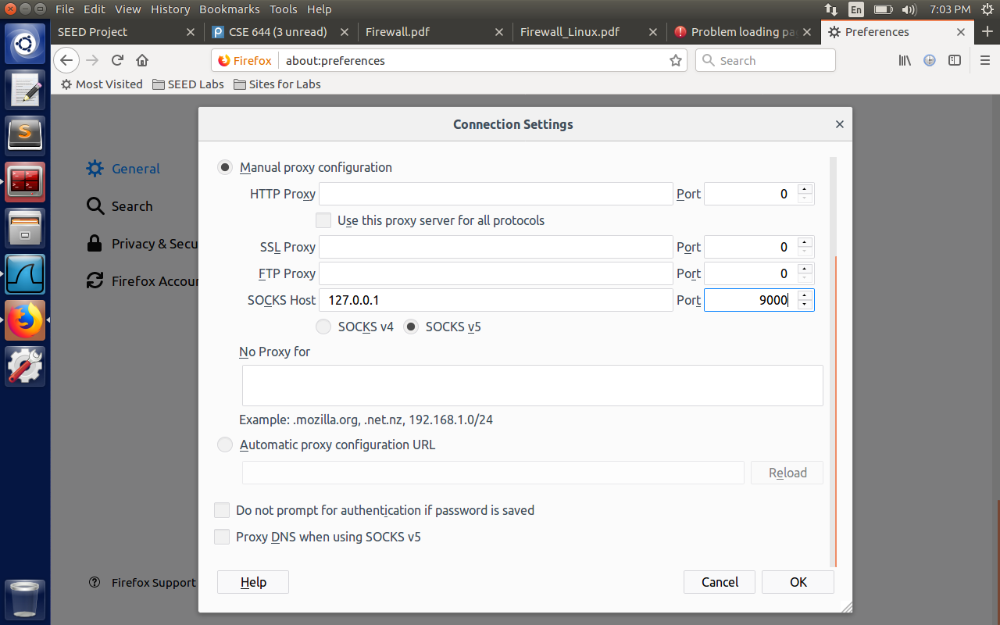 File Edit View History Bookmarks Tools Help En 7:03 PM
SEED Project CSE 644 (3 unread) Firewall.pdf Firewall_Linux.pdf Problem loading pa Preferences
Firefox about:preferences Search
Most Visited SEED Labs Sites for Labs
Connection Settings
General
Search
Privacy & Secu
Firefox Accour
Manual proxy configuration
HTTP Proxy Port 0
Use this proxy server for all protocols
SSL Proxy Port 0
FTP Proxy Port 0
SOCKS Host 127.0.0.1 Port 9000
SOCKS v4 SOCKS v5
No Proxy for
Example: .mozilla.org, .net.nz, 192.168.1.0/24
Automatic proxy configuration URL
Reload
Do not prompt for authentication if password is saved
Proxy DNS when using SOCKS v5
Firefox Support
Help Cancel OK